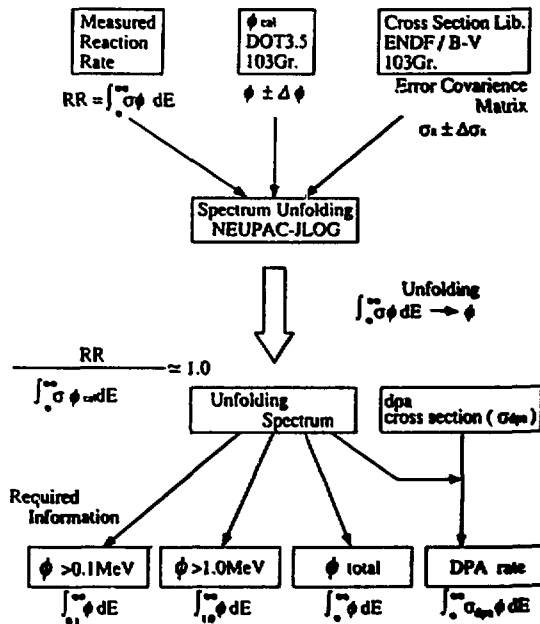 Measured
Reaction
Rate
RR = ∫₀^∞ σϕ dE
ϕ cal
DOT3.5
103Gr.
ϕ ± Δϕ
Cross Section Lib.
ENDF / B-V
103Gr.
Error Covarience
Matrix
σ_R ± Δσ_R
Spectrum Unfolding
NEUPAC-JLOG
Unfolding
∫₀^∞ σϕ dE → ϕ
RR
≃ 1.0
∫₀^∞ σ ϕ cal dE
Unfolding
Spectrum
dpa
cross section ( σdpa )
Required
Information
ϕ >0.1MeV
∫0.1^∞ ϕ dE
ϕ >1.0MeV
∫1.0^∞ ϕ dE
ϕ total
∫₀^∞ ϕ dE
DPA rate
∫₀^∞ σdpa ϕ dE